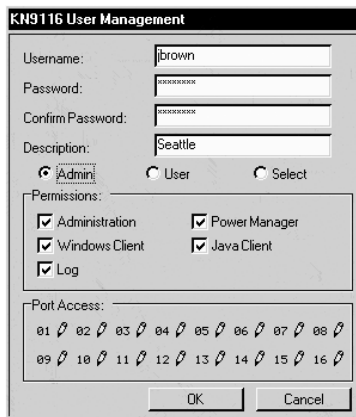 KN9116 User Management
Username: jbrown
Password: ********
Confirm Password: ********
Description: Seattle
Admin User Select
Permissions:
Administration Power Manager
Windows Client Java Client
Log
Port Access:
01 02 03 04 05 06 07 08
09 10 11 12 13 14 15 16
OK Cancel